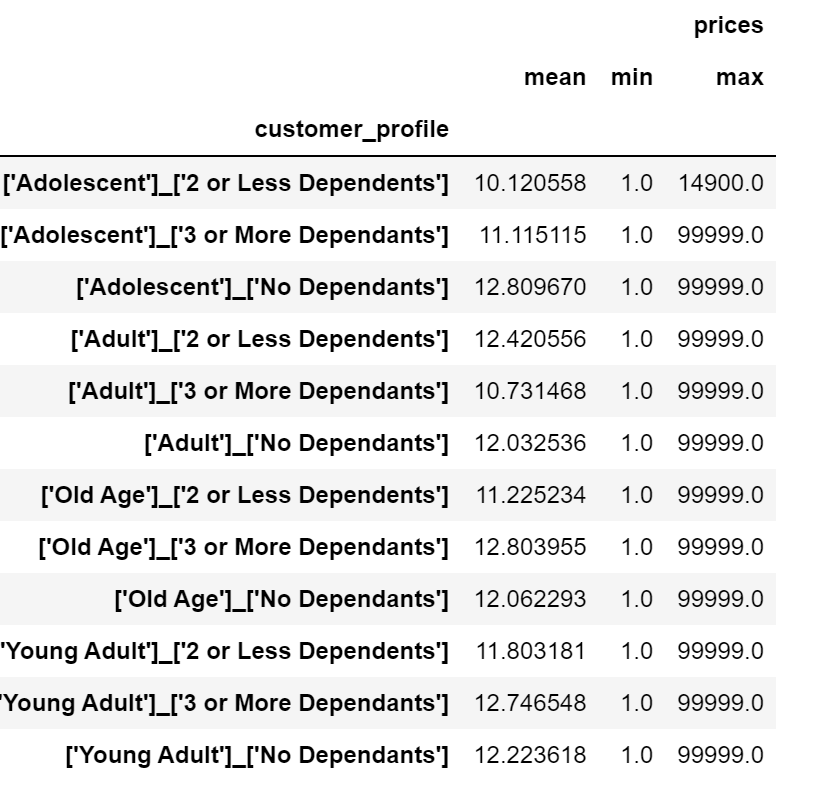 prices
mean min max
customer_profile
['Adolescent']_['2 or Less Dependents'] 10.120558 1.0 14900.0
['Adolescent']_['3 or More Dependants'] 11.115115 1.0 99999.0
['Adolescent']_['No Dependants'] 12.809670 1.0 99999.0
['Adult']_['2 or Less Dependents'] 12.420556 1.0 99999.0
['Adult']_['3 or More Dependants'] 10.731468 1.0 99999.0
['Adult']_['No Dependants'] 12.032536 1.0 99999.0
['Old Age']_['2 or Less Dependents'] 11.225234 1.0 99999.0
['Old Age']_['3 or More Dependants'] 12.803955 1.0 99999.0
['Old Age']_['No Dependants'] 12.062293 1.0 99999.0
'Young Adult']_['2 or Less Dependents'] 11.803181 1.0 99999.0
'Young Adult']_['3 or More Dependants'] 12.746548 1.0 99999.0
['Young Adult']_['No Dependants'] 12.223618 1.0 99999.0